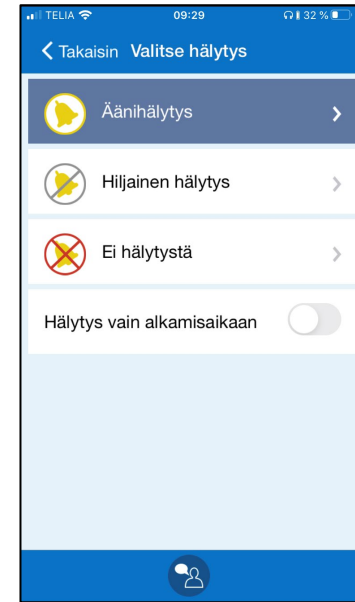 TELIA 09:29 32 %
Takaisin Valitse hälytys
Äänihälytys
Hiljainen hälytys
Ei hälytystä
Hälytys vain alkamisaikaan